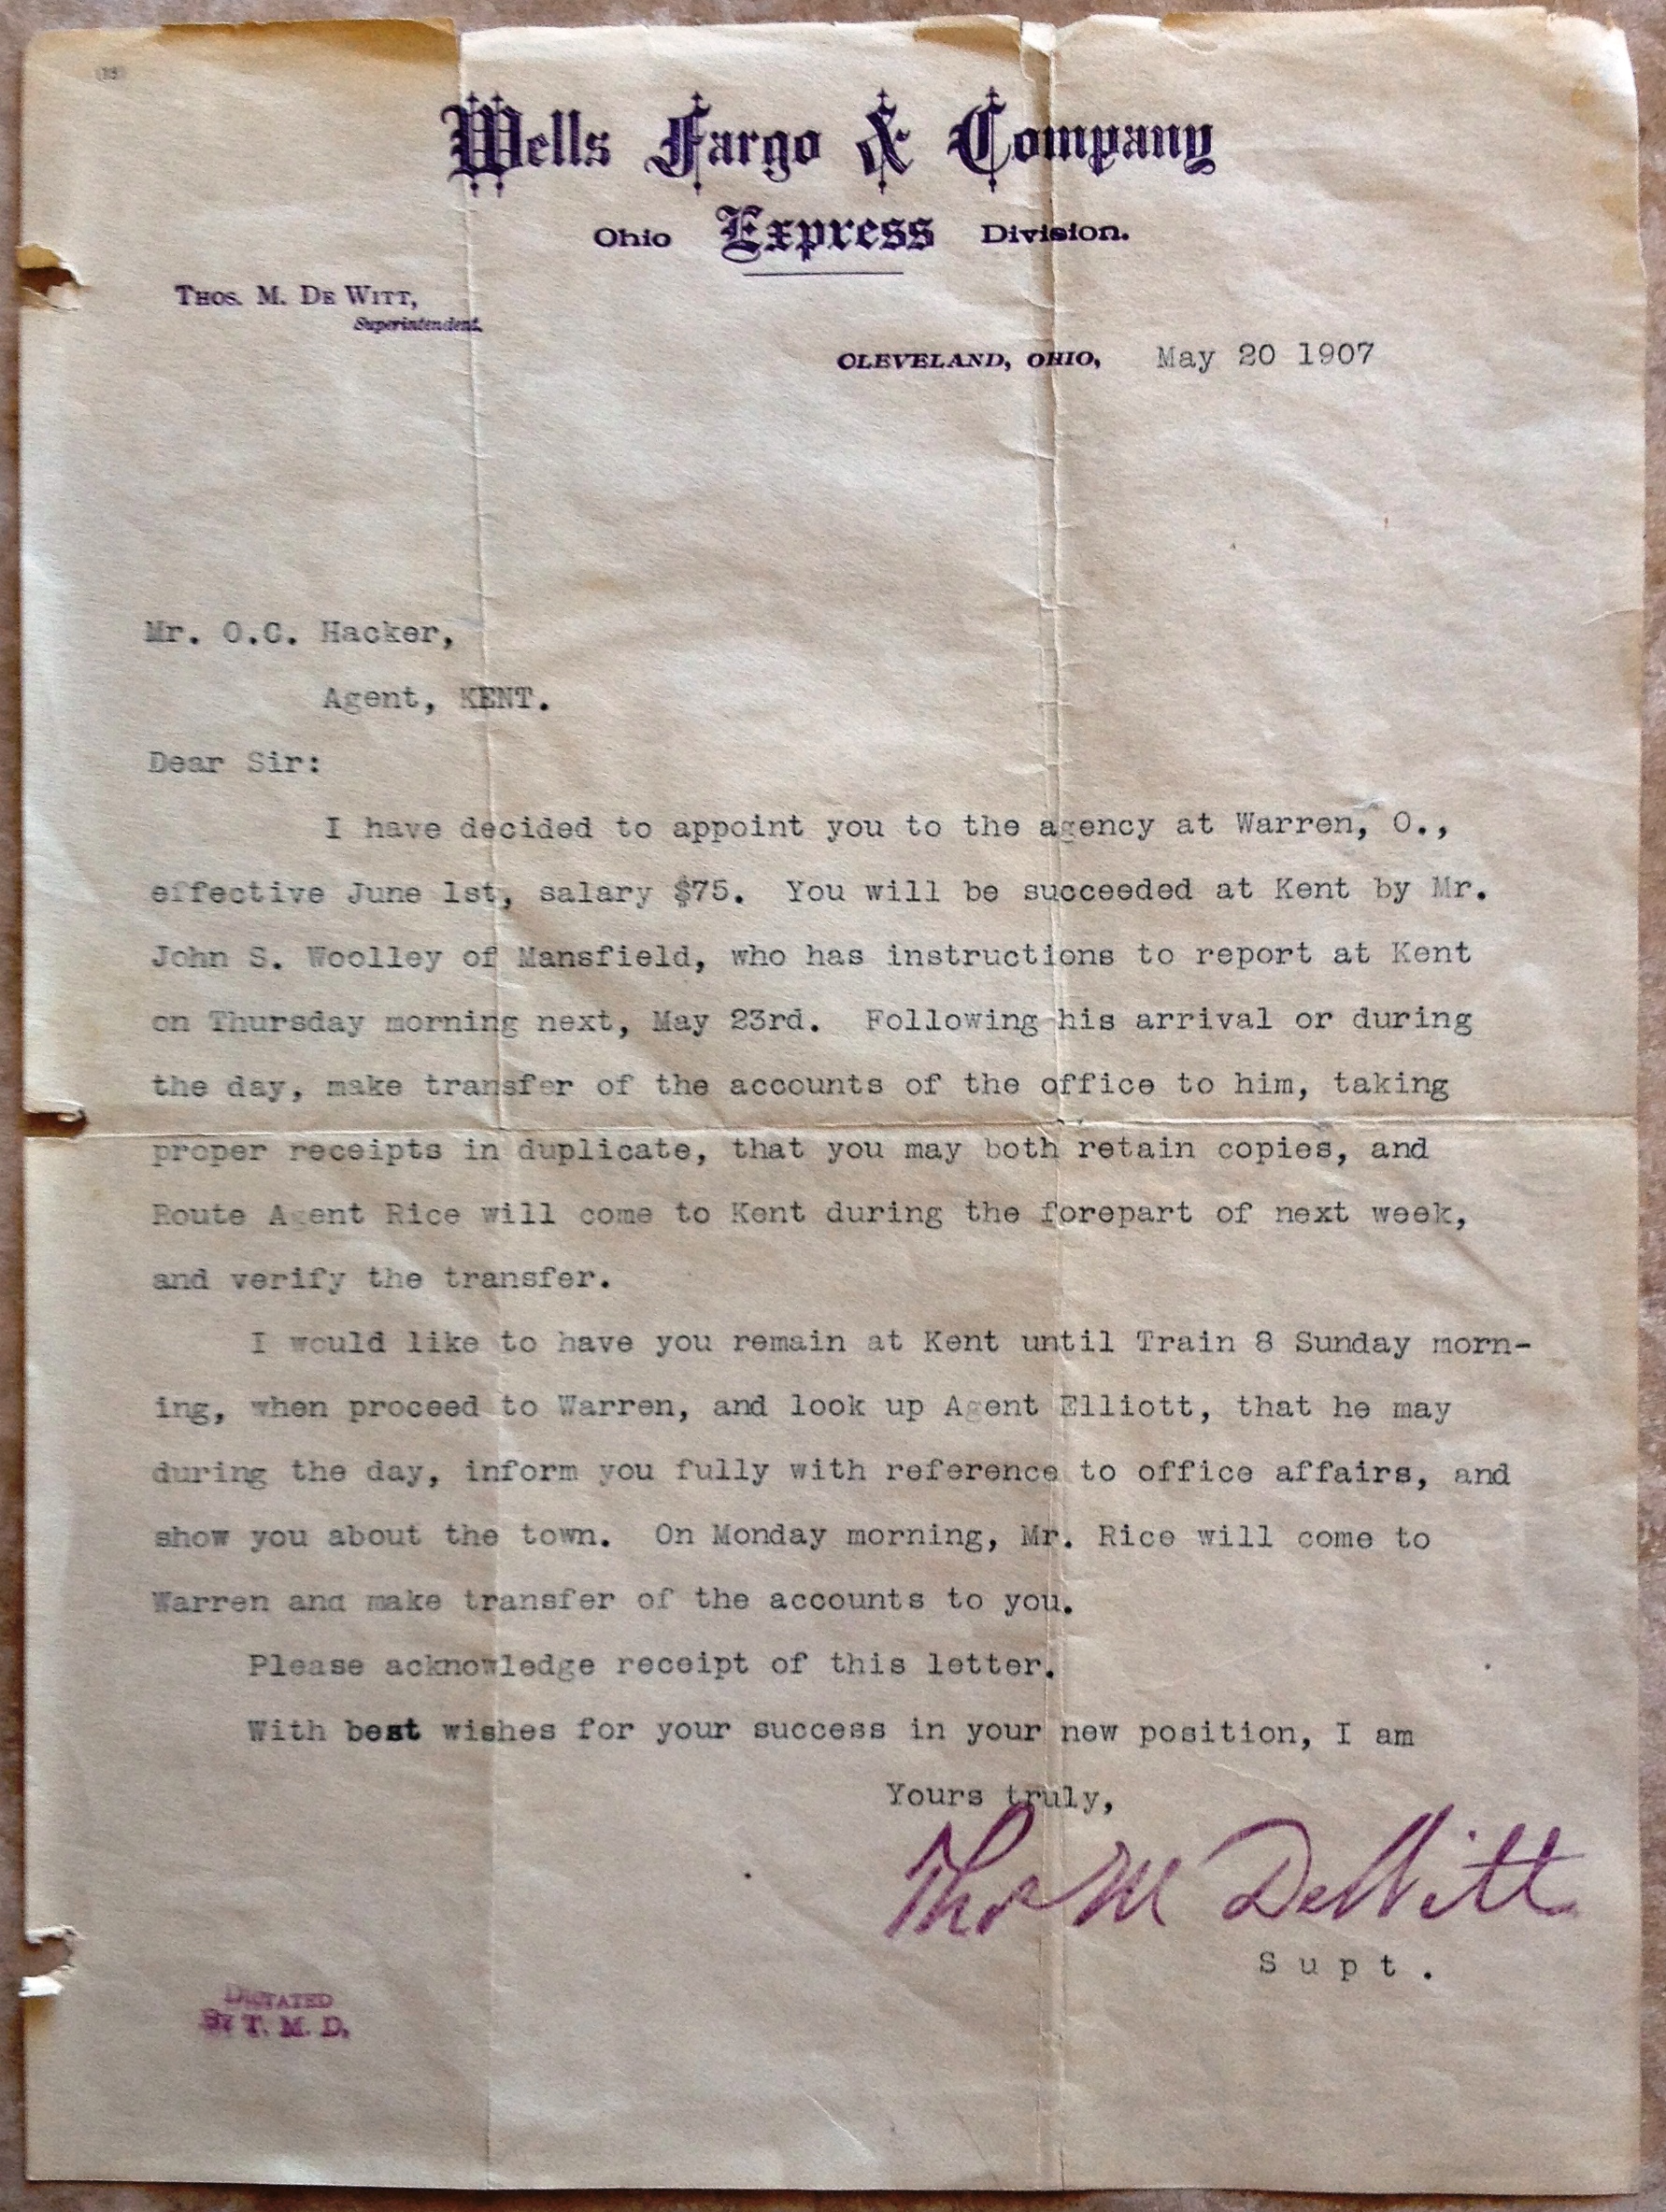 Wells Fargo & Company
Ohio Express Division.
THOS. M. DE WITT,
Superintendent.
CLEVELAND, OHIO, May 20 1907
Mr. O.C. Hacker,
Agent, KENT.
Dear Sir:
I have decided to appoint you to the agency at Warren, O.,
effective June 1st, salary $75. You will be succeeded at Kent by Mr.
John S. Woolley of Mansfield, who has instructions to report at Kent
on Thursday morning next, May 23rd. Following his arrival or during
the day, make transfer of the accounts of the office to him, taking
proper receipts in duplicate, that you may both retain copies, and
Route Agent Rice will come to Kent during the forepart of next week,
and verify the transfer.
I would like to have you remain at Kent until Train 8 Sunday morn-
ing, when proceed to Warren, and look up Agent Elliott, that he may
during the day, inform you fully with reference to office affairs, and
show you about the town. On Monday morning, Mr. Rice will come to
Warren and make transfer of the accounts to you.
Please acknowledge receipt of this letter.
With best wishes for your success in your new position, I am
Yours truly,
Thos M DeWitt
Supt.
DICTATED
BY T. M. D.